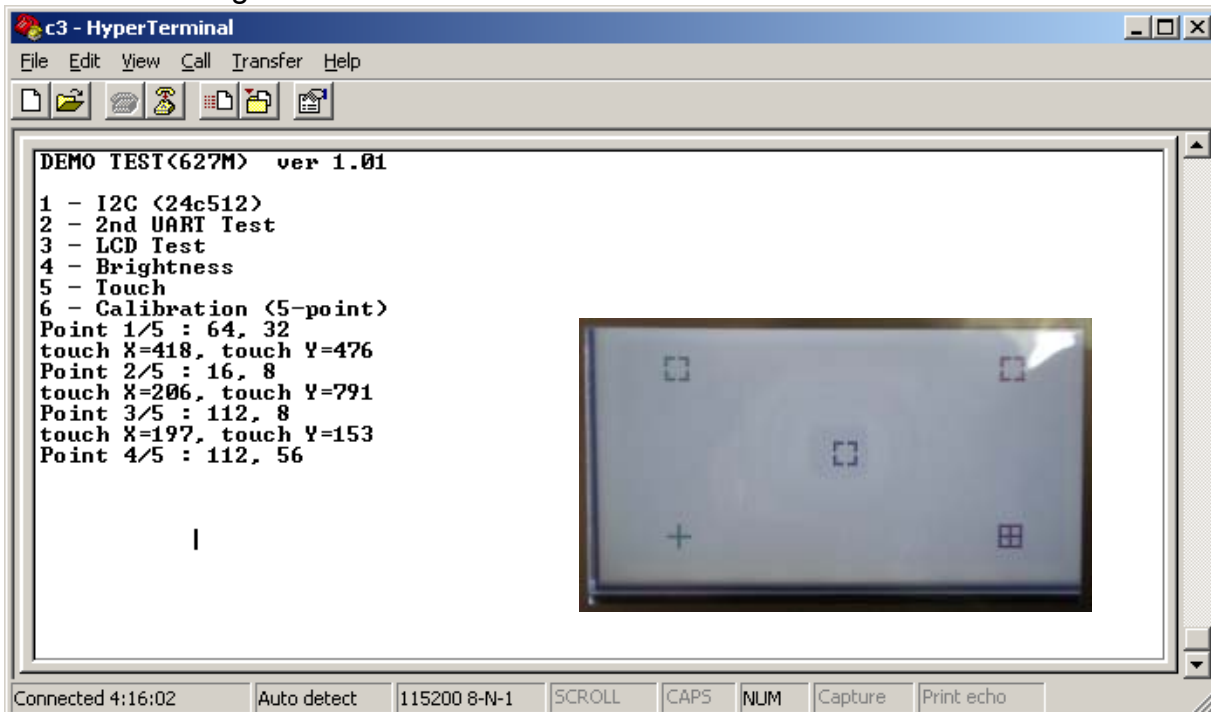 c3 - HyperTerminal
File Edit View Call Transfer Help
DEMO TEST(627M) ver 1.01
1 - I2C (24c512)
2 - 2nd UART Test
3 - LCD Test
4 - Brightness
5 - Touch
6 - Calibration (5-point)
Point 1/5 : 64, 32
touch X=418, touch Y=476
Point 2/5 : 16, 8
touch X=206, touch Y=791
Point 3/5 : 112, 8
touch X=197, touch Y=153
Point 4/5 : 112, 56
Connected 4:16:02 Auto detect 115200 8-N-1 SCROLL CAPS NUM Capture Print echo